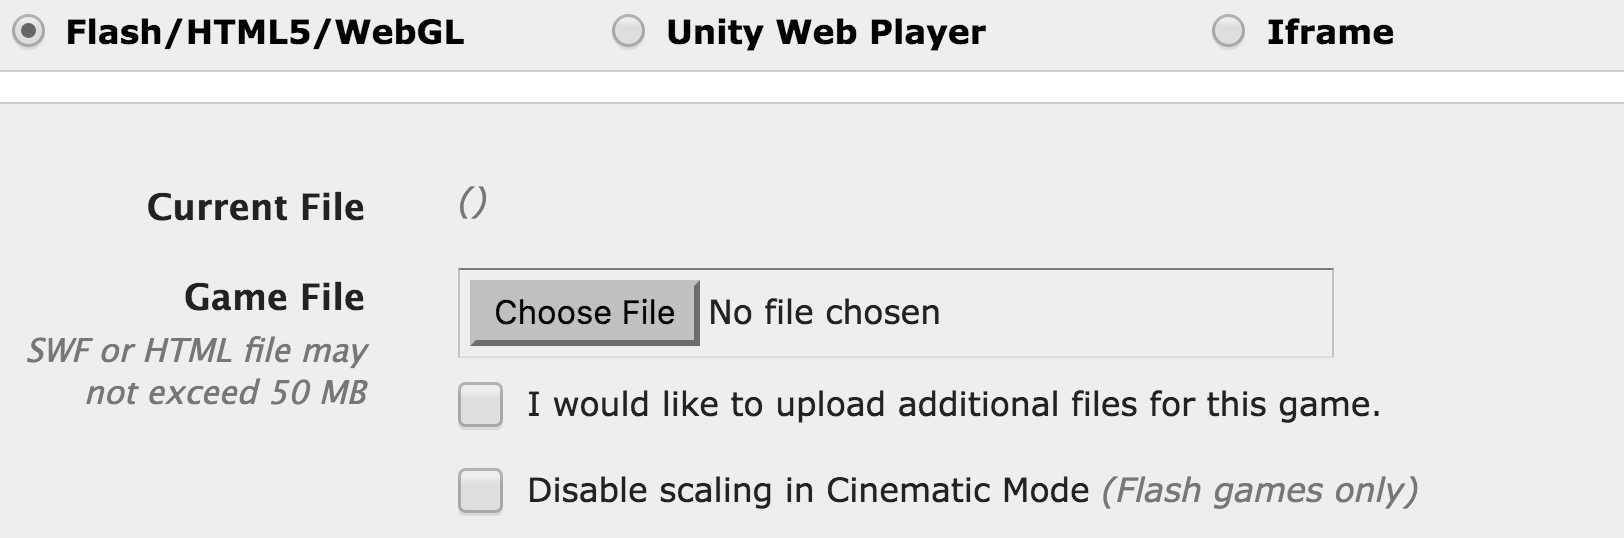 Flash/HTML5/WebGL Unity Web Player Iframe
Current File ()
Game File
Choose File No file chosen
SWF or HTML file may
not exceed 50 MB
I would like to upload additional files for this game.
Disable scaling in Cinematic Mode (Flash games only)